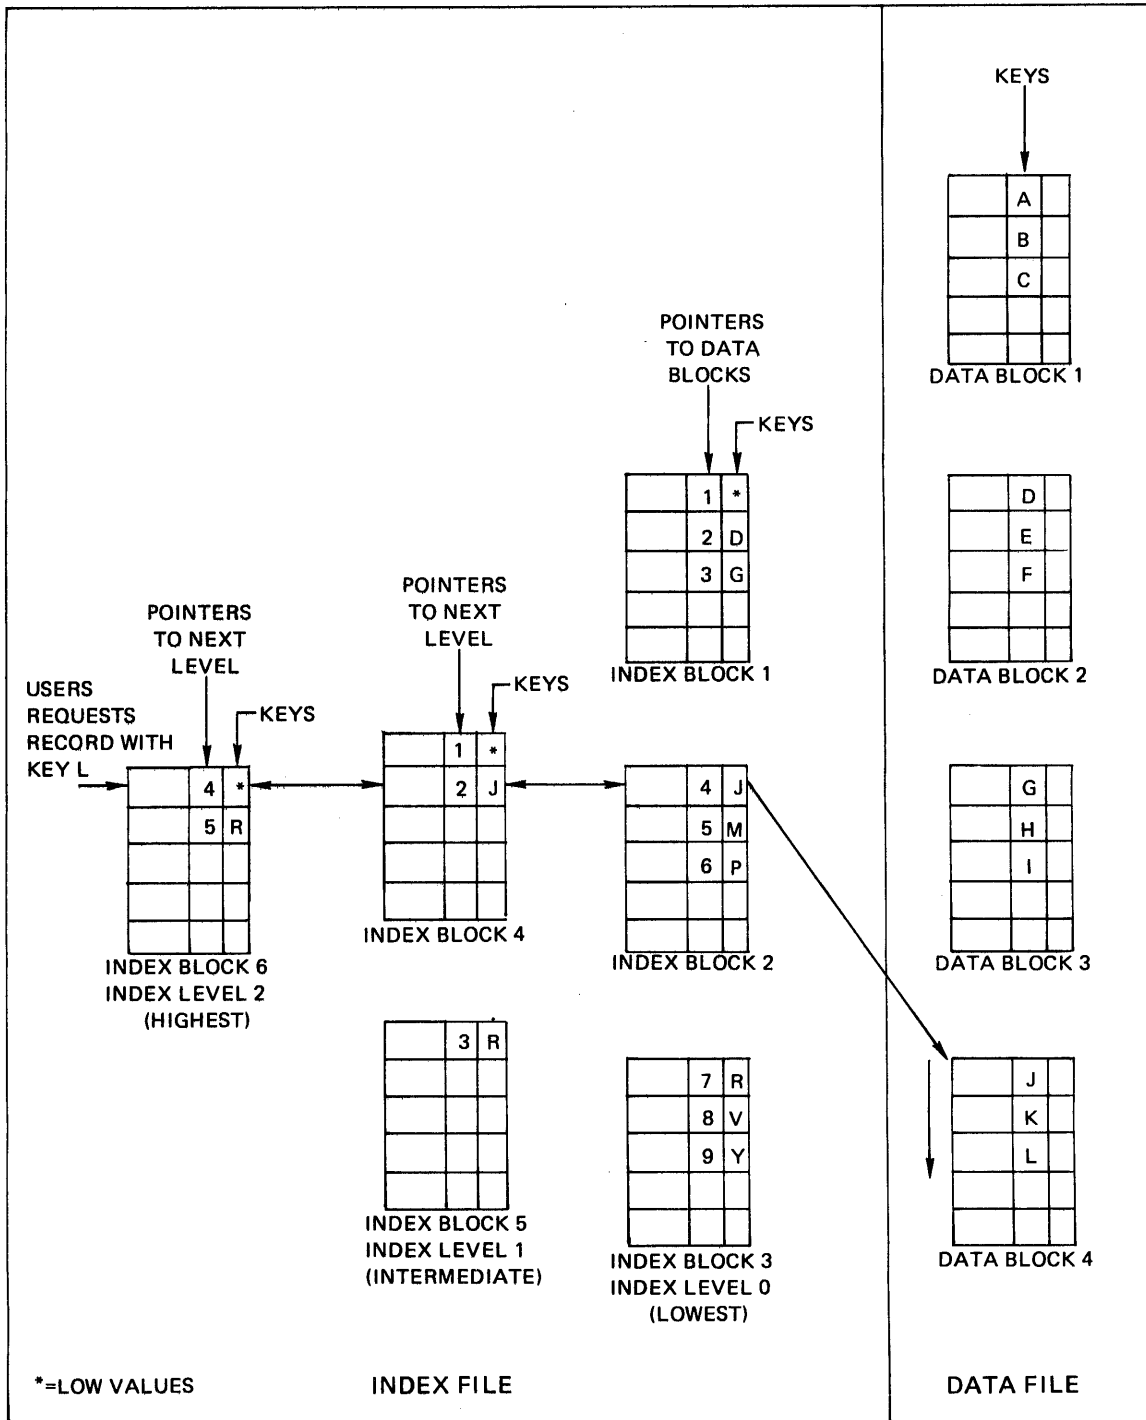 KEYS
A
B
C
DATA BLOCK 1
POINTERS
TO DATA
BLOCKS
KEYS
1 *
2 D
3 G
INDEX BLOCK 1
D
E
F
DATA BLOCK 2
POINTERS
TO NEXT
LEVEL
KEYS
1 *
2 J
INDEX BLOCK 4
POINTERS
TO NEXT
LEVEL
KEYS
USERS
REQUESTS
RECORD WITH
KEY L
4 *
5 R
INDEX BLOCK 6
INDEX LEVEL 2
(HIGHEST)
4 J
5 M
6 P
INDEX BLOCK 2
G
H
I
DATA BLOCK 3
3 R
INDEX BLOCK 5
INDEX LEVEL 1
(INTERMEDIATE)
7 R
8 V
9 Y
INDEX BLOCK 3
INDEX LEVEL 0
(LOWEST)
J
K
L
DATA BLOCK 4
*=LOW VALUES
INDEX FILE
DATA FILE